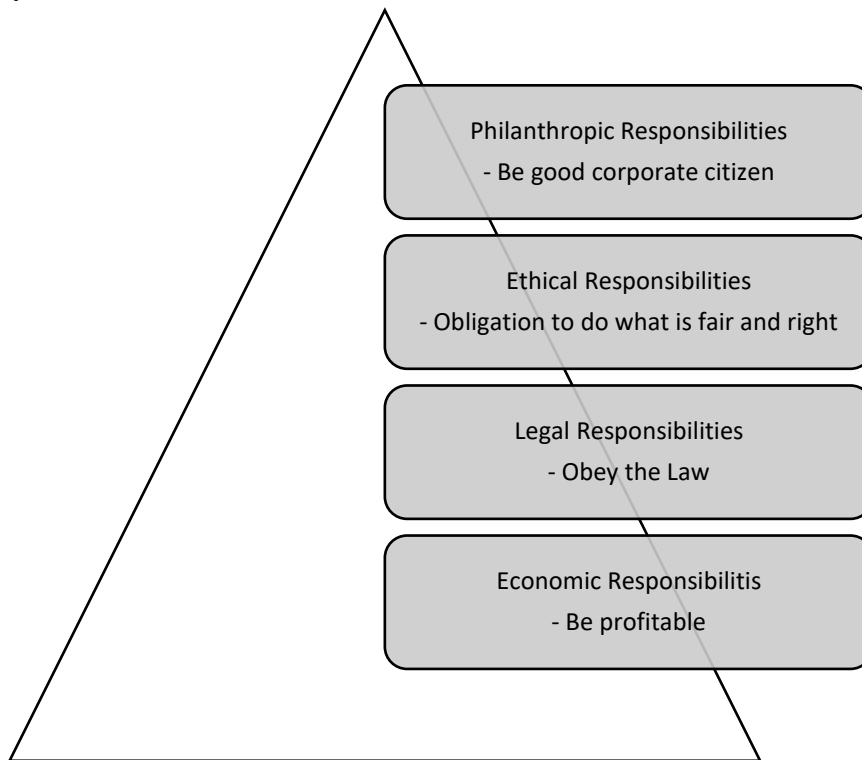 Philanthropic Responsibilities
- Be good corporate citizen
Ethical Responsibilities
- Obligation to do what is fair and right
Legal Responsibilities
- Obey the Law
Economic Responsibilitis
- Be profitable